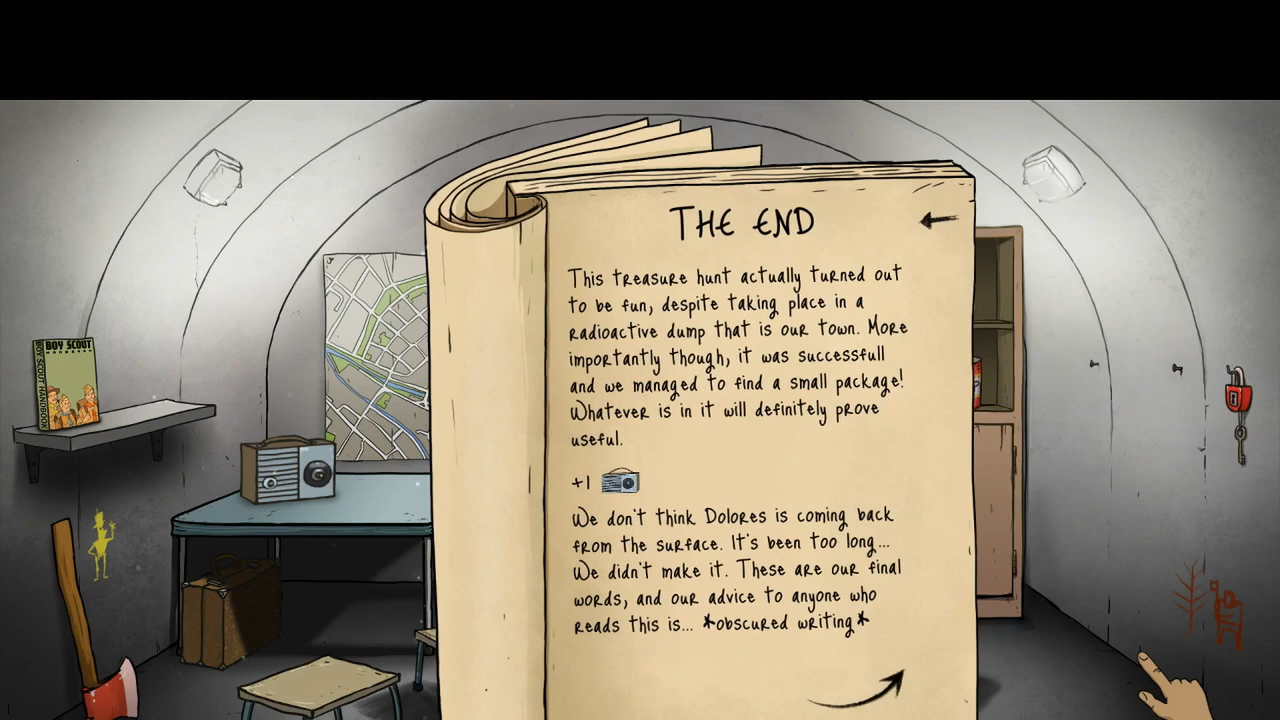 THE END
This treasure hunt actually turned out
to be fun, despite taking place in a
radioactive dump that is our town. More
importantly though, it was successfull
and we managed to find a small package!
Whatever is in it will definitely prove
useful.
+1
We don't think Dolores is coming back
from the surface. It's been too long...
We didn't make it. These are our final
words, and our advice to anyone who
reads this is... *obscured writing*
BOY SCOUT
HANDBOOK
BOY SCOUT HANDBOOK